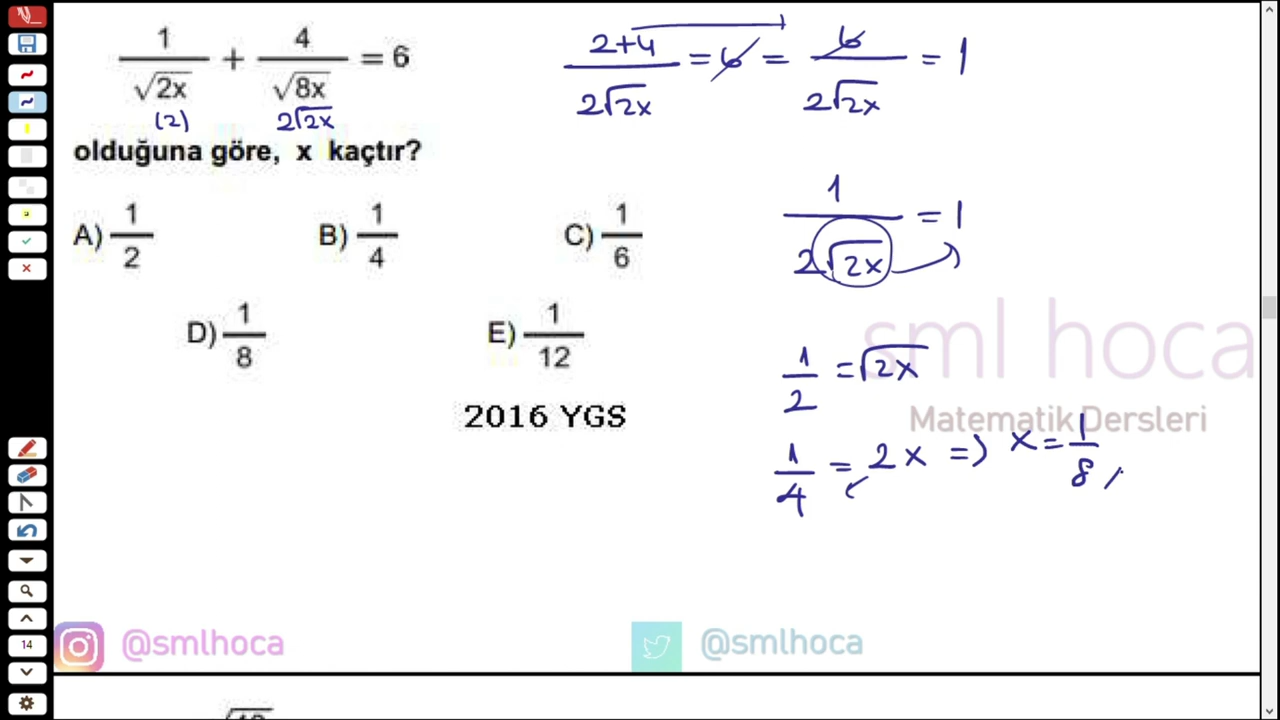 1/√2x + 4/√8x = 6
(2) 2√2x
olduğuna göre, x kaçtır?
A) 1/2 B) 1/4 C) 1/6
D) 1/8 E) 1/12
2016 YGS
2+4/2√2x = 6 = 6/2√2x = 1
1/2√2x = 1
1/2 = √2x
1/4 = 2x => x = 1/8
sml hoca
Matematik Dersleri
@smlhoca @smlhoca
14